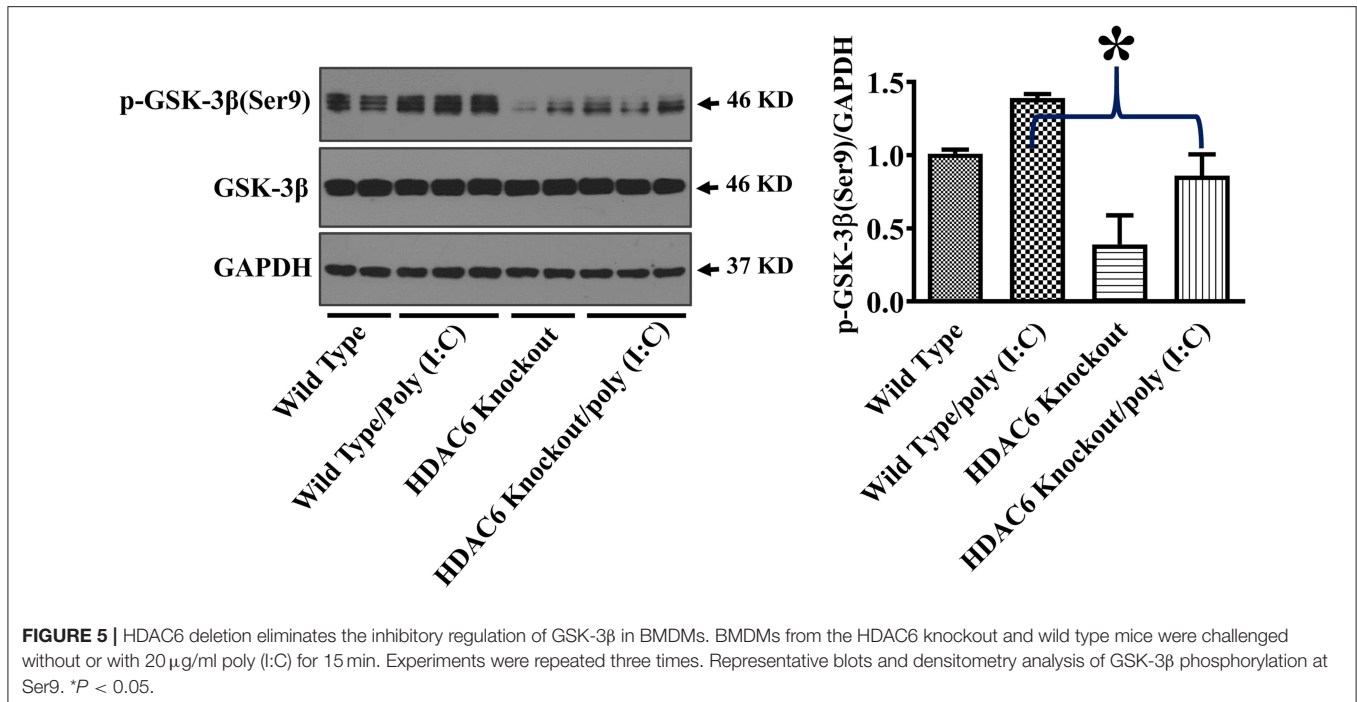 p-GSK-3β(Ser9)
46 KD
GSK-3β
46 KD
GAPDH
37 KD
Wild Type
Wild Type/Poly (I:C)
HDAC6 Knockout
HDAC6 Knockout/poly (I:C)
*
p-GSK-3β(Ser9)/GAPDH
1.5
1.0
0.5
0.0
Wild Type
Wild Type/poly (I:C)
HDAC6 Knockout
HDAC6 Knockout/poly (I:C)
FIGURE 5 | HDAC6 deletion eliminates the inhibitory regulation of GSK-3β in BMDMs. BMDMs from the HDAC6 knockout and wild type mice were challenged
without or with 20 μg/ml poly (I:C) for 15 min. Experiments were repeated three times. Representative blots and densitometry analysis of GSK-3β phosphorylation at
Ser9. *P < 0.05.